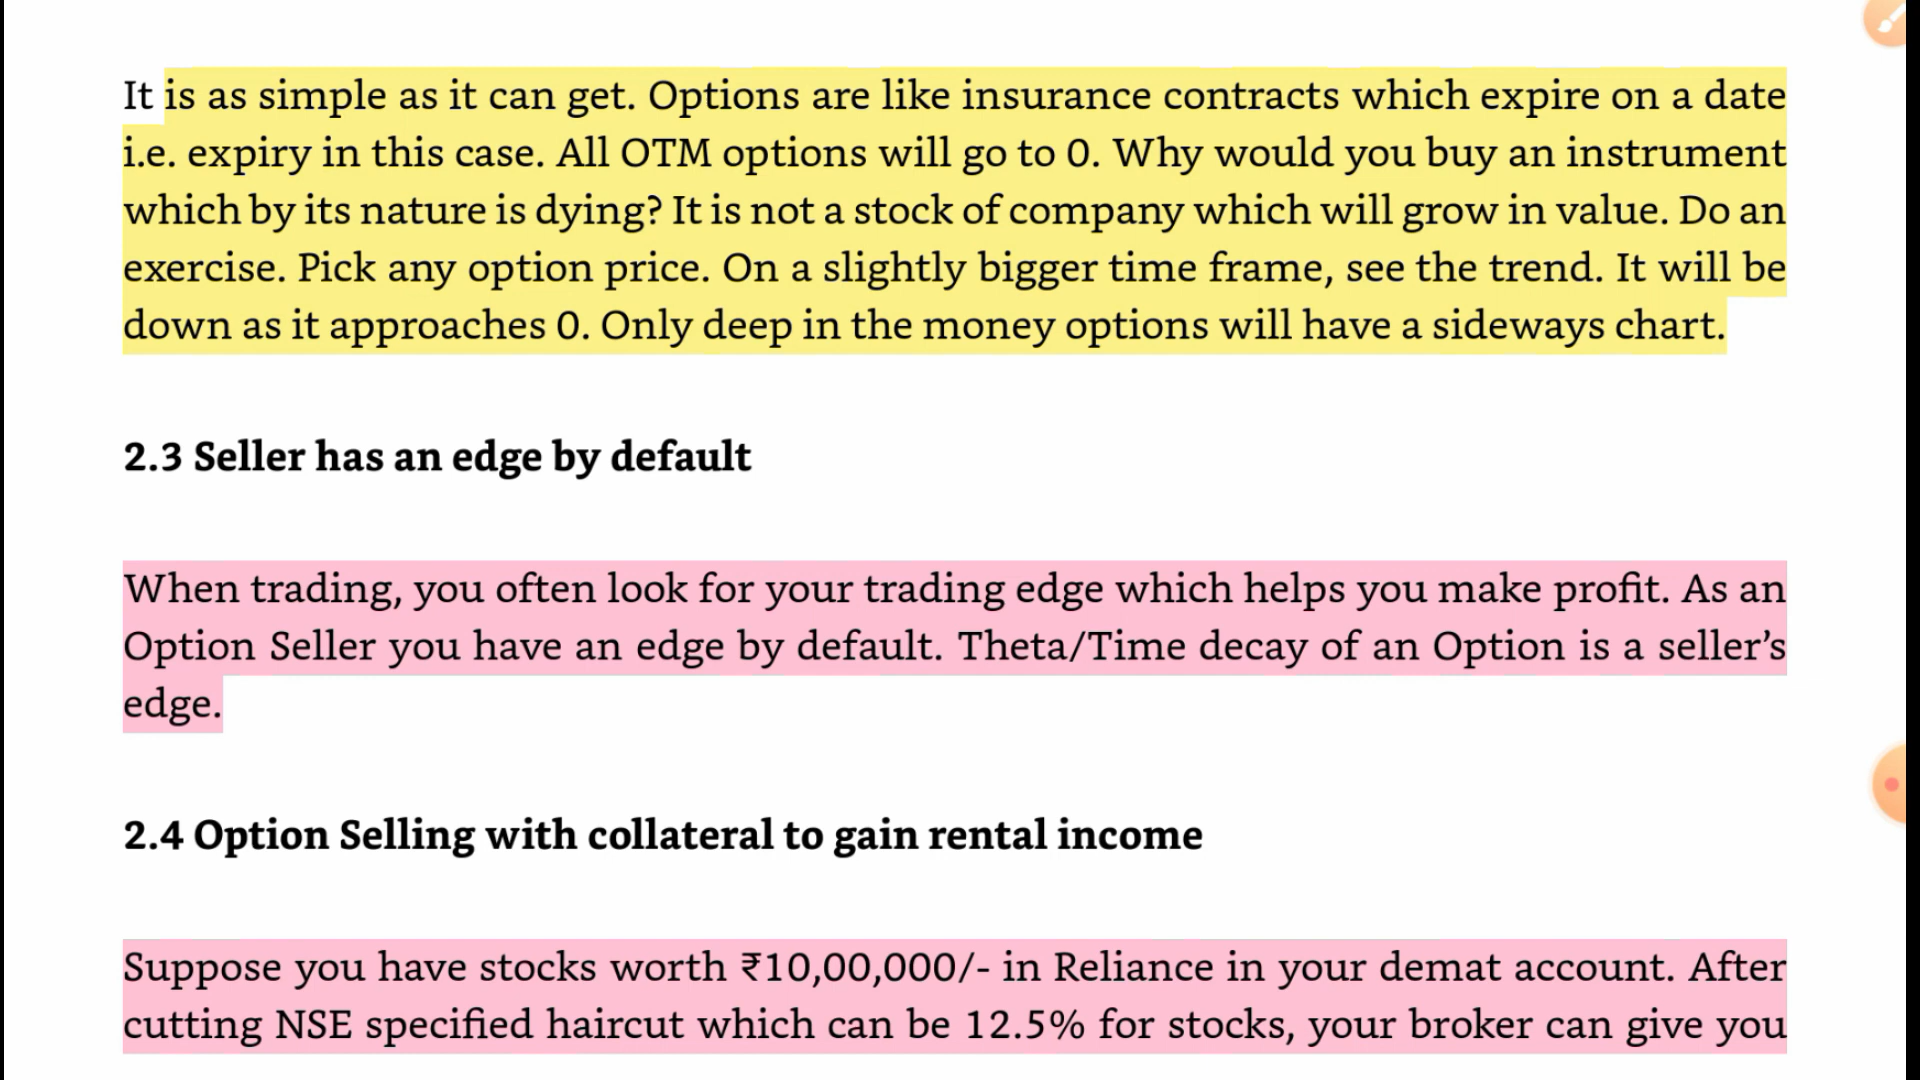 It is as simple as it can get. Options are like insurance contracts which expire on a date
i.e. expiry in this case. All OTM options will go to 0. Why would you buy an instrument
which by its nature is dying? It is not a stock of company which will grow in value. Do an
exercise. Pick any option price. On a slightly bigger time frame, see the trend. It will be
down as it approaches 0. Only deep in the money options will have a sideways chart.
2.3 Seller has an edge by default
When trading, you often look for your trading edge which helps you make profit. As an
Option Seller you have an edge by default. Theta/Time decay of an Option is a seller’s
edge.
2.4 Option Selling with collateral to gain rental income
Suppose you have stocks worth ₹10,00,000/- in Reliance in your demat account. After
cutting NSE specified haircut which can be 12.5% for stocks, your broker can give you